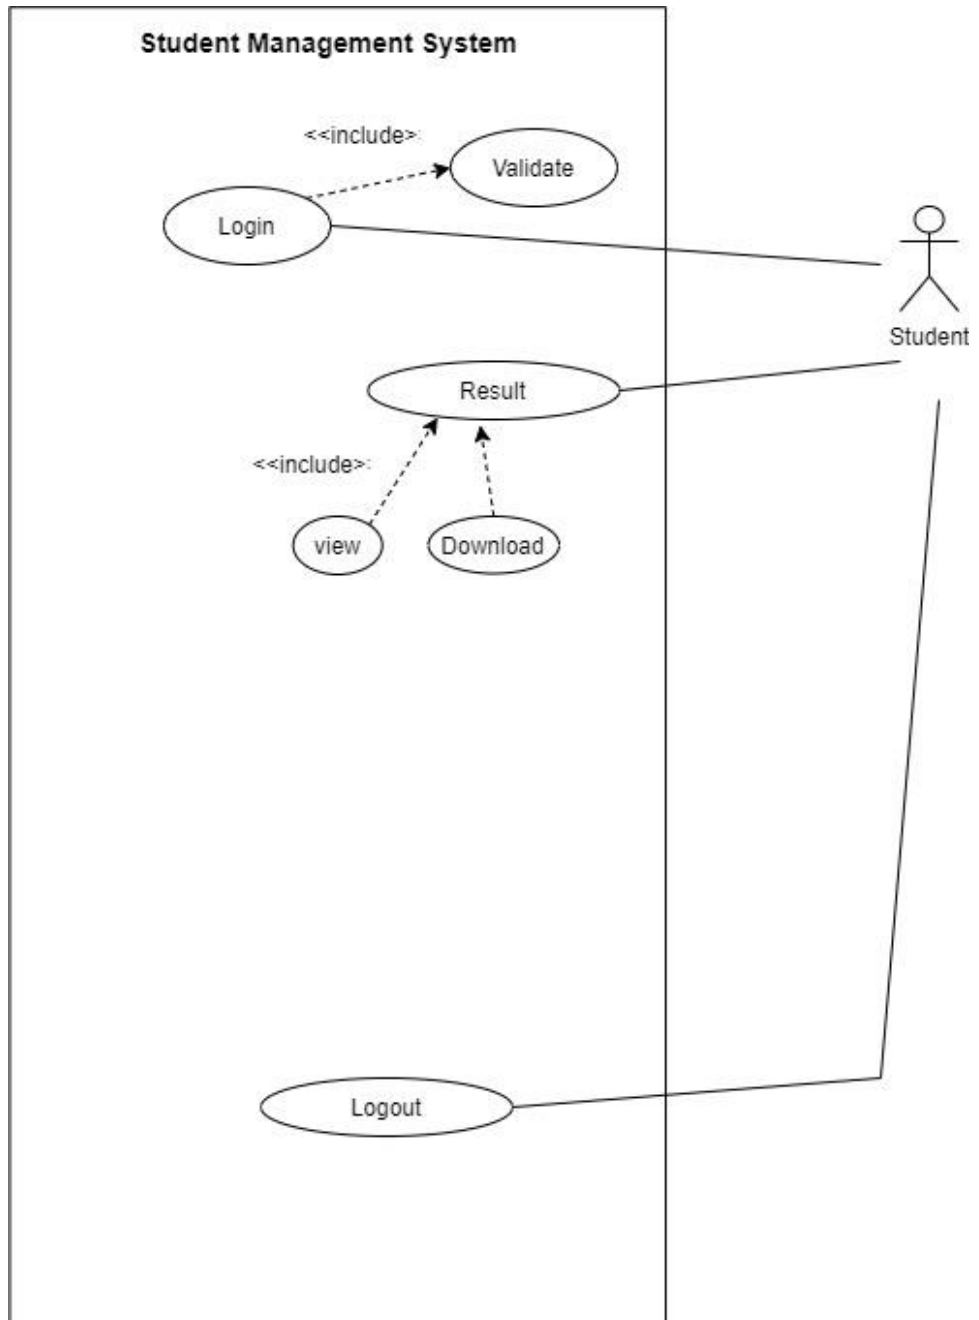 Student Management System
<<include>:
Validate
Login
Student
Result
<<include>:
view
Download
Logout